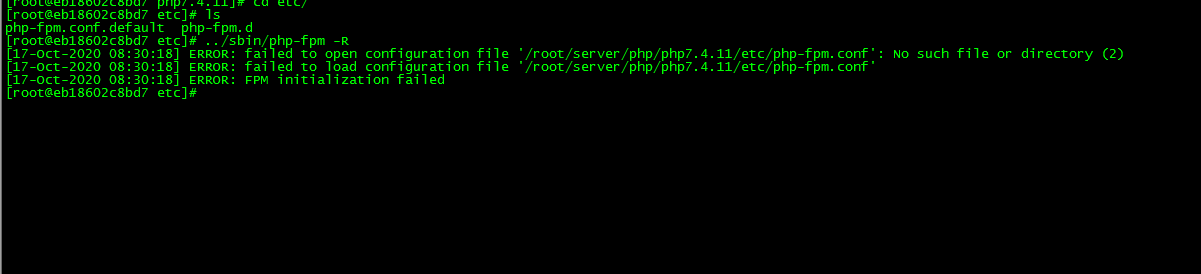 [root@eb18602c8bd7 php7.4.11]# cd etc/
[root@eb18602c8bd7 etc]# ls
php-fpm.conf.default  php-fpm.d
[root@eb18602c8bd7 etc]# ../sbin/php-fpm -R
[17-Oct-2020 08:30:18] ERROR: failed to open configuration file '/root/server/php/php7.4.11/etc/php-fpm.conf': No such file or directory (2)
[17-Oct-2020 08:30:18] ERROR: failed to load configuration file '/root/server/php/php7.4.11/etc/php-fpm.conf'
[17-Oct-2020 08:30:18] ERROR: FPM initialization failed
[root@eb18602c8bd7 etc]#